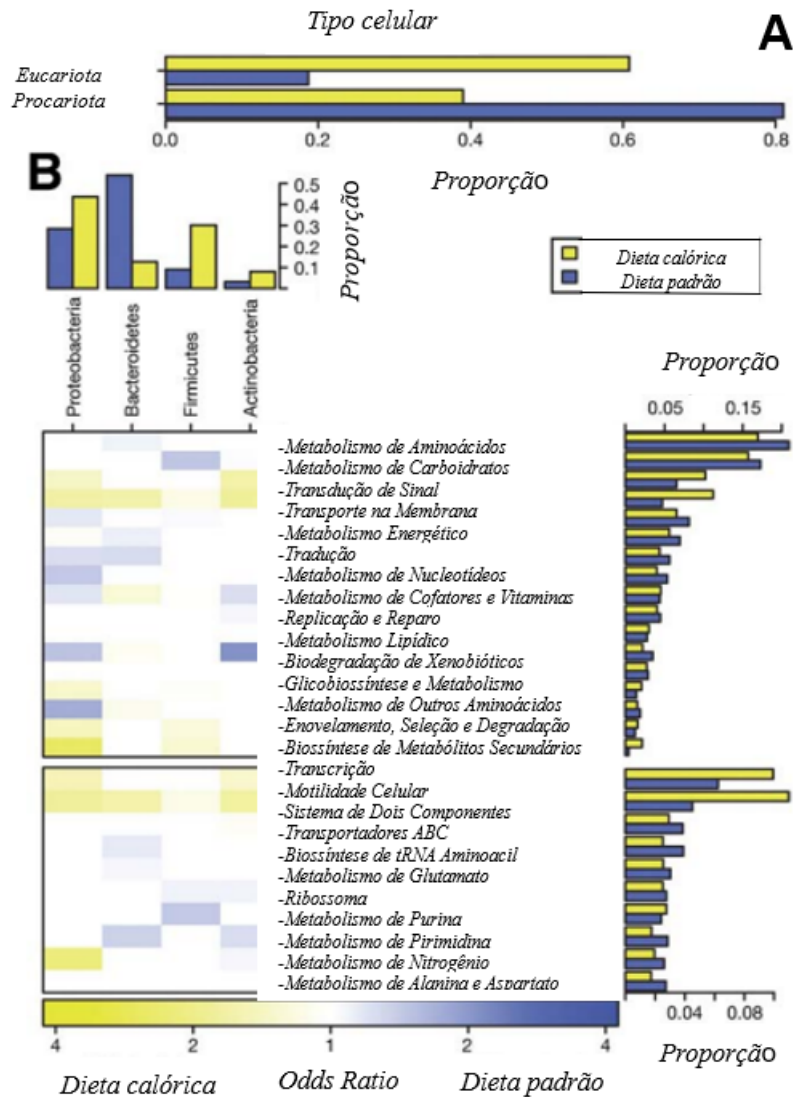 Tipo celular
A
Eucariota
Procariota
0.0 0.2 0.4 0.6 0.8
Proporção
B
0.5
0.4
0.3
0.2
0.1
Proporção
Dieta calórica
Dieta padrão
Proteobacteria
Bacteroidetes
Firmicutes
Actinobacteria
Proporção
0.05 0.15
-Metabolismo de Aminoácidos
-Metabolismo de Carboidratos
-Transdução de Sinal
-Transporte na Membrana
-Metabolismo Energético
-Tradução
-Metabolismo de Nucleotídeos
-Metabolismo de Cofatores e Vitaminas
-Replicação e Reparo
-Metabolismo Lipídico
-Biodegradação de Xenobióticos
-Glicobiossíntese e Metabolismo
-Metabolismo de Outros Aminoácidos
-Enovelamento, Seleção e Degradação
-Biossíntese de Metabólitos Secundários
-Transcrição
-Motilidade Celular
-Sistema de Dois Componentes
-Transportadores ABC
-Biossíntese de tRNA Aminoacil
-Metabolismo de Glutamato
-Ribossoma
-Metabolismo de Purina
-Metabolismo de Pirimidina
-Metabolismo de Nitrogênio
-Metabolismo de Alanina e Aspartato
0.04 0.08
Proporção
4 2 1 2 4
Dieta calórica Odds Ratio Dieta padrão